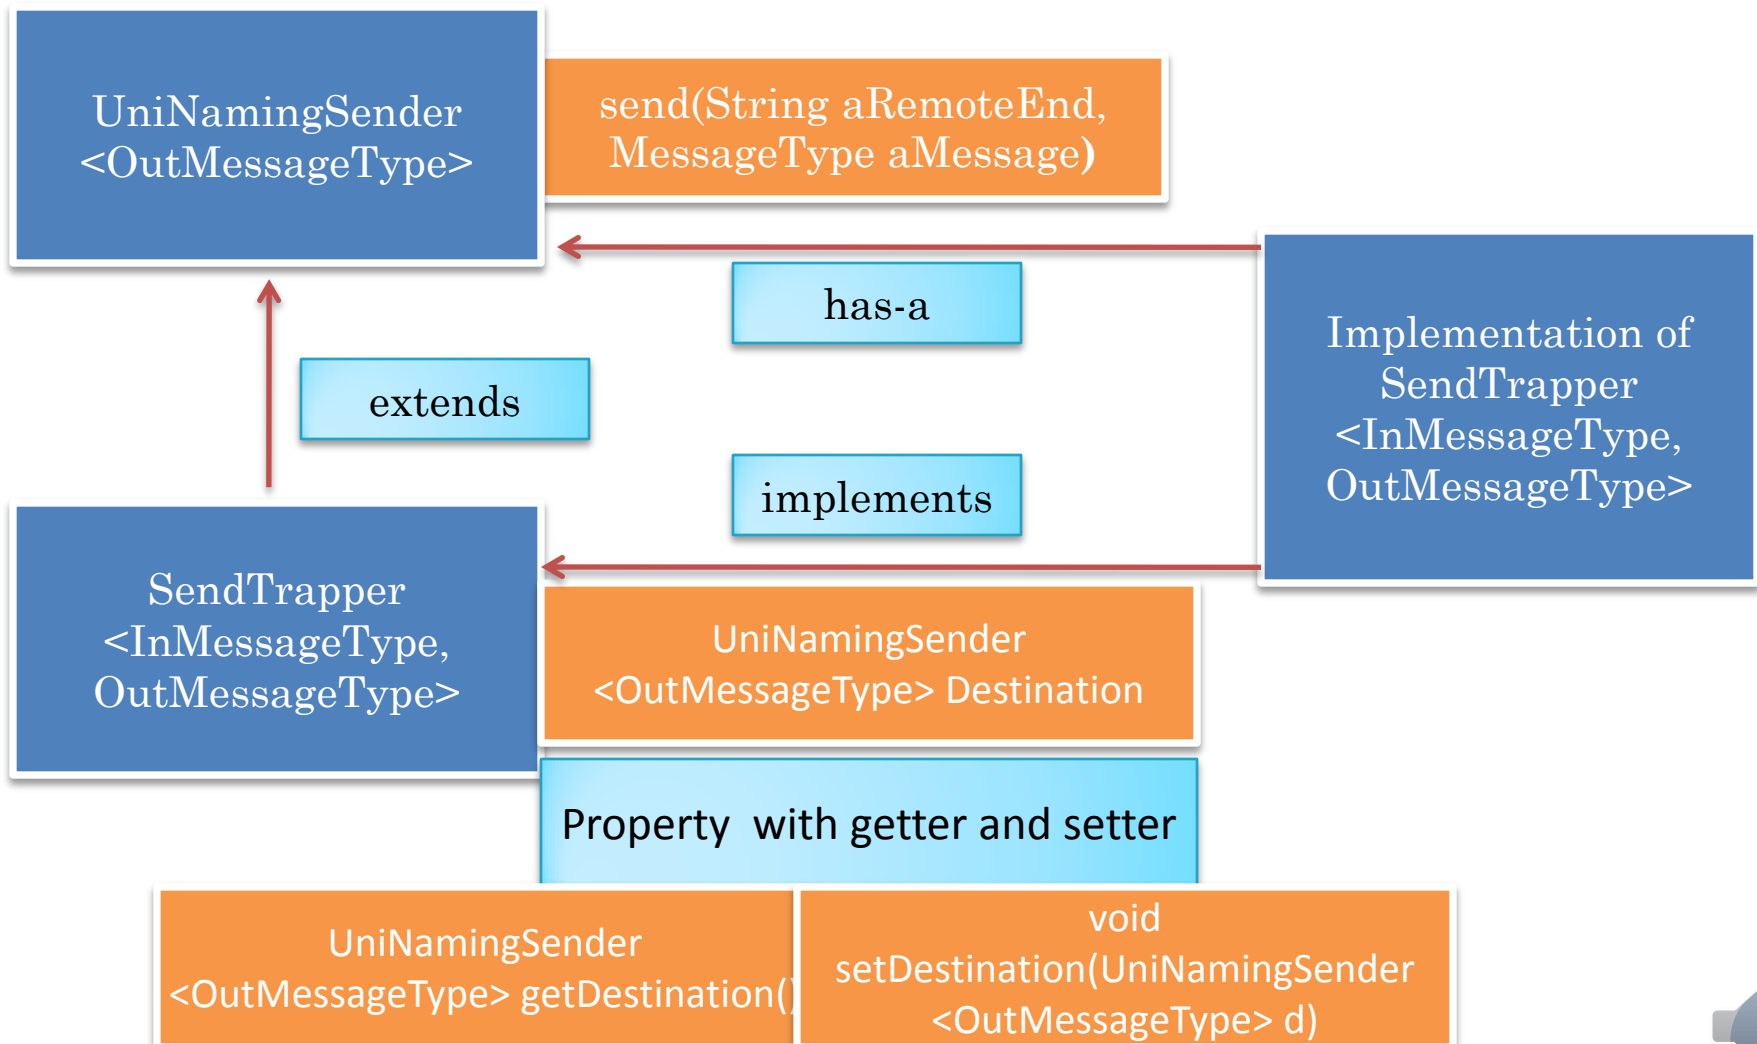 UniNamingSender
<OutMessageType>
send(String aRemoteEnd,
MessageType aMessage)
has-a
extends
implements
Implementation of
SendTrapper
<InMessageType,
OutMessageType>
SendTrapper
<InMessageType,
OutMessageType>
UniNamingSender
<OutMessageType> Destination
Property with getter and setter
UniNamingSender
<OutMessageType> getDestination()
void
setDestination(UniNamingSender
<OutMessageType> d)